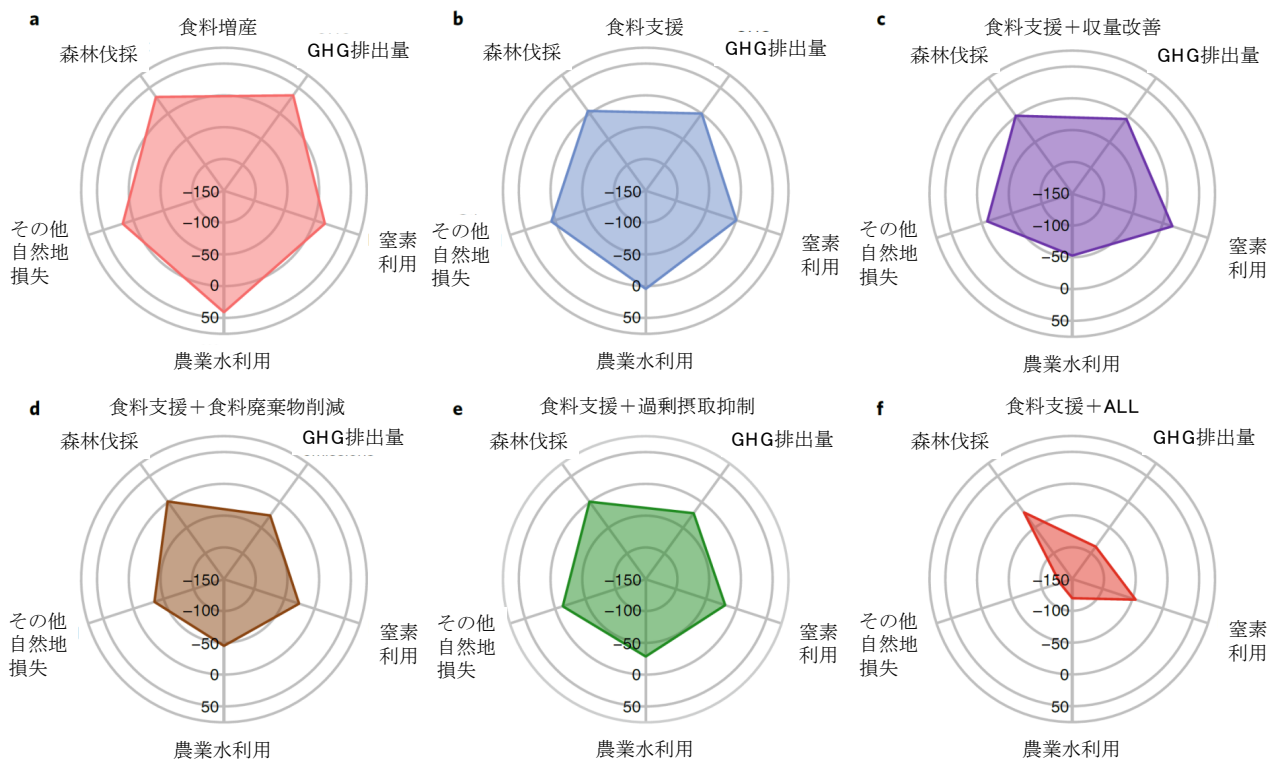 a
食料増産
森林伐採
GHG排出量
−150
−100
−50
0
50
その他
自然地
損失
窒素
利用
農業水利用
b
食料支援
森林伐採
GHG排出量
−150
−100
−50
0
50
その他
自然地
損失
窒素
利用
農業水利用
c
食料支援＋収量改善
森林伐採
GHG排出量
−150
−100
−50
0
50
その他
自然地
損失
窒素
利用
農業水利用
d
食料支援＋食料廃棄物削減
森林伐採
GHG排出量
−150
−100
−50
0
50
その他
自然地
損失
窒素
利用
農業水利用
e
食料支援＋過剰摂取抑制
森林伐採
GHG排出量
−150
−100
−50
0
50
その他
自然地
損失
窒素
利用
農業水利用
f
食料支援＋ALL
森林伐採
GHG排出量
−150
−100
−50
0
50
その他
自然地
損失
窒素
利用
農業水利用